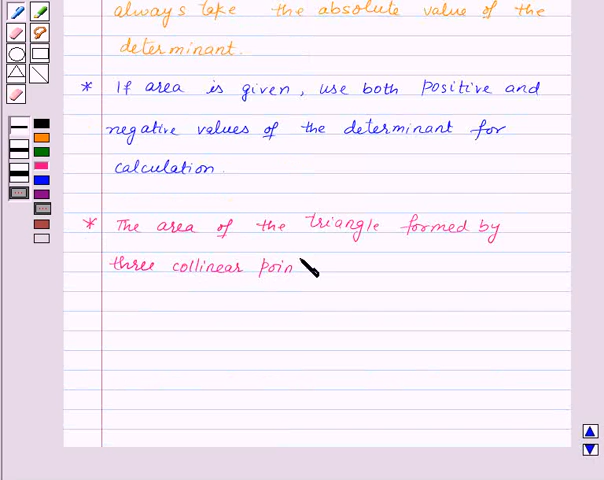 always take the absolute value of the
determinant.
* If area is given, use both positive and
negative values of the determinant for
calculation.
* The area of the triangle formed by
three collinear poin